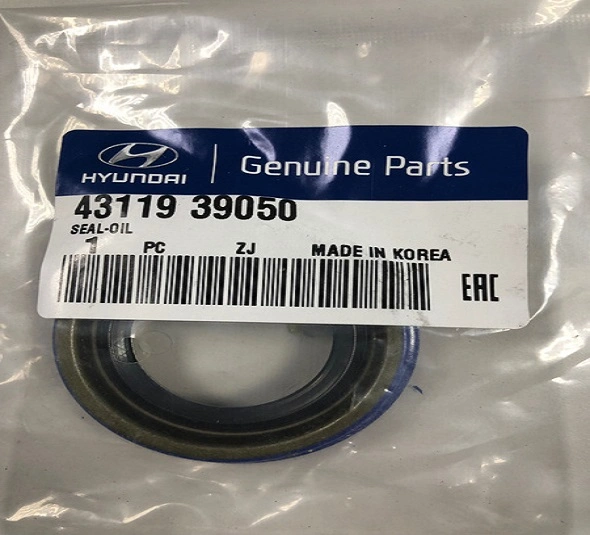 HYUNDAI | Genuine Parts
43119 39050
SEAL-OIL
1 PC ZJ MADE IN KOREA
EAC